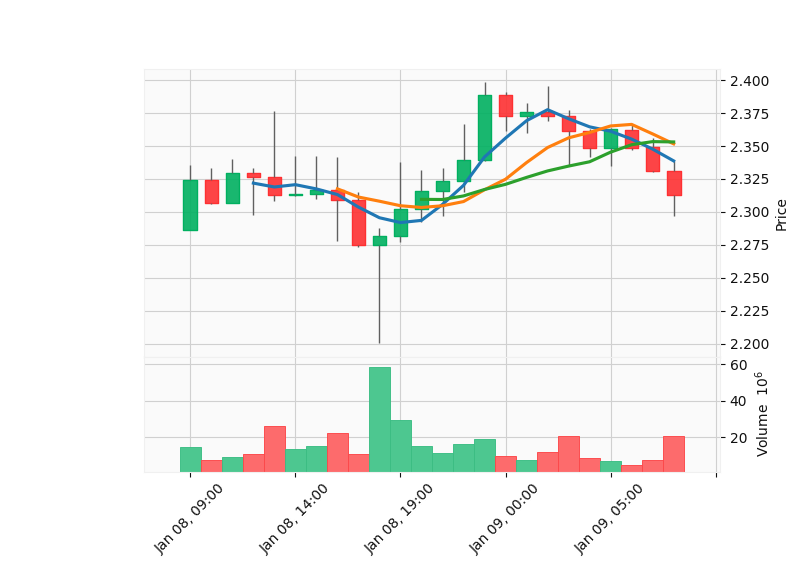 2.400
2.375
2.350
2.325
2.300
2.275
2.250
2.225
2.200
Price
60
40
20
Volume 10^6
Jan 08, 09:00
Jan 08, 14:00
Jan 08, 19:00
Jan 09, 00:00
Jan 09, 05:00